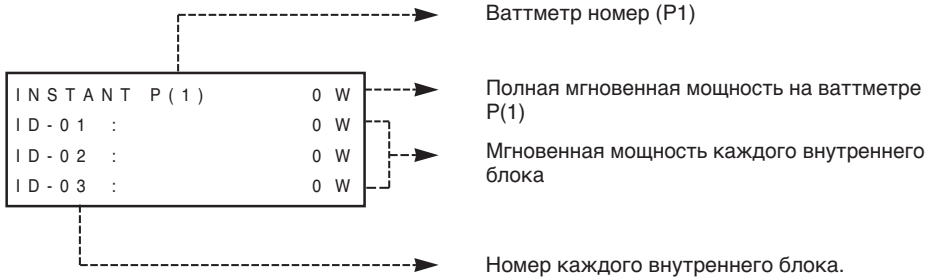 Ваттметр номер (P1)
INSTANT P(1) 0 W
ID-01 : 0 W
ID-02 : 0 W
ID-03 : 0 W
Полная мгновенная мощность на ваттметре
P(1)
Мгновенная мощность каждого внутреннего
блока
Номер каждого внутреннего блока.